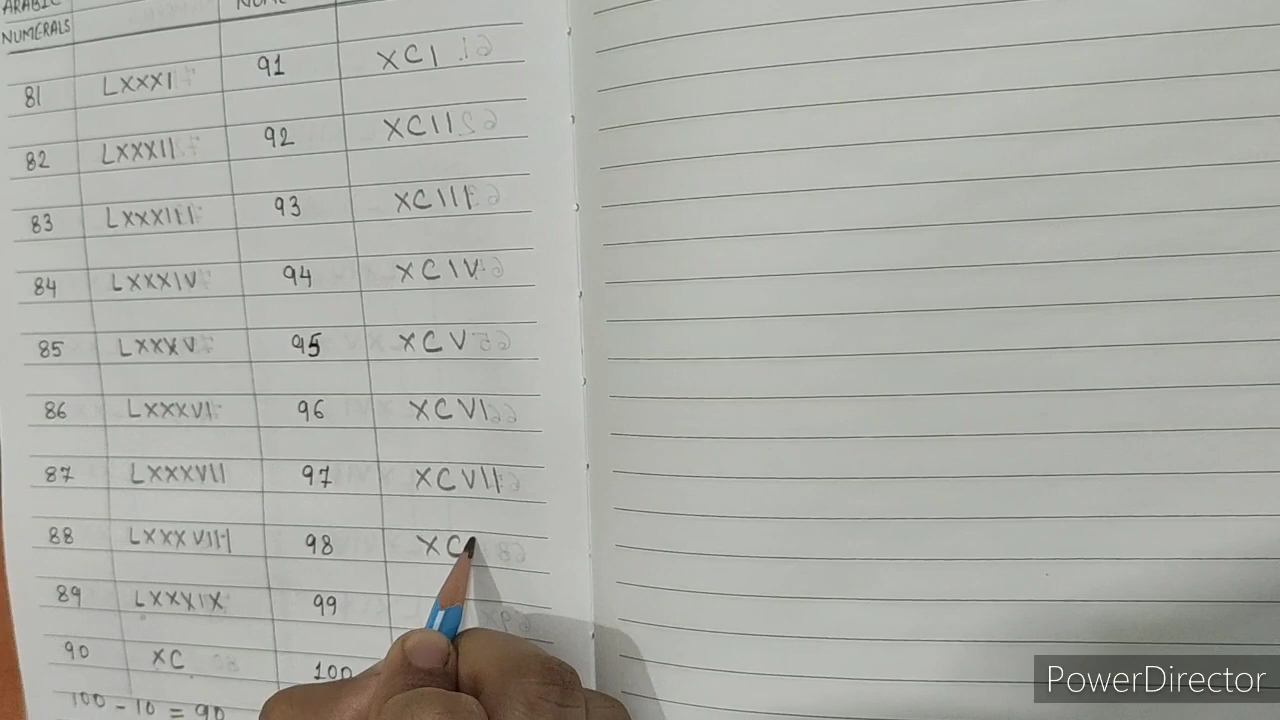 ARABIC
NUMERALS
81 LXXXI 91 XCI
82 LXXXII 92 XCII
83 LXXXIII 93 XCIII
84 LXXXIV 94 XCIV
85 LXXXV 95 XCV
86 LXXXVI 96 XCVI
87 LXXXVII 97 XCVII
88 LXXXVIII 98 XC
89 LXXXIX 99
90 XC 100
100 - 10 = 90
PowerDirector